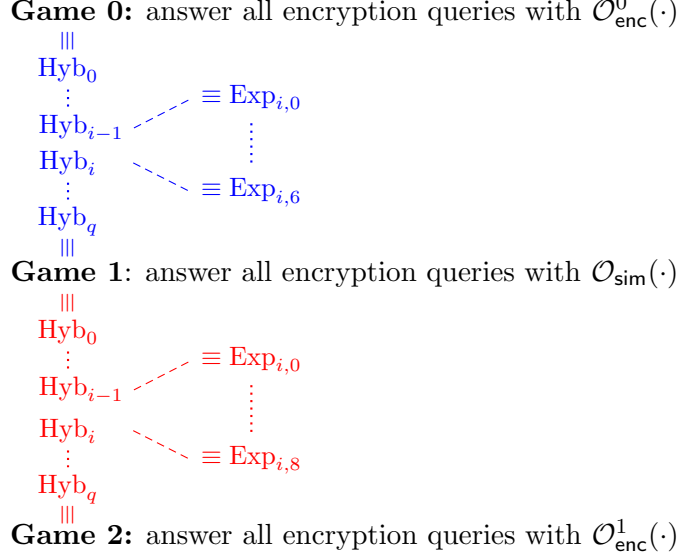 Game 0: answer all encryption queries with 𝒪⁰_enc(·)
≡
Hyb₀
⋮
≡ Exp_{i,0}
Hyb_{i−1}
⋮
Hyb_i
≡ Exp_{i,6}
⋮
Hyb_q
≡
Game 1: answer all encryption queries with 𝒪_sim(·)
≡
Hyb₀
⋮
≡ Exp_{i,0}
Hyb_{i−1}
⋮
Hyb_i
≡ Exp_{i,8}
⋮
Hyb_q
≡
Game 2: answer all encryption queries with 𝒪¹_enc(·)